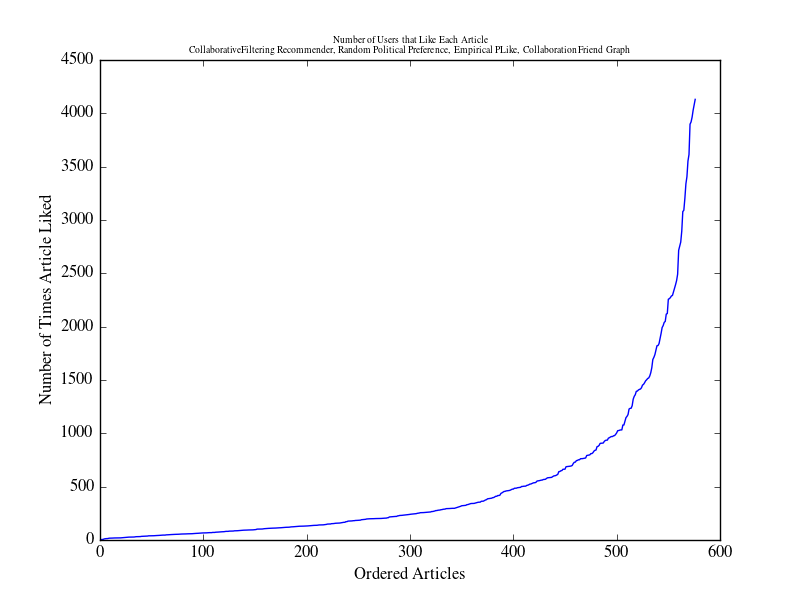 Number of Users that Like Each Article
CollaborativeFiltering Recommender, Random Political Preference, Empirical PLike, CollaborationFriend Graph
4500
4000
3500
3000
2500
2000
1500
1000
500
0
Number of Times Article Liked
0 100 200 300 400 500 600
Ordered Articles